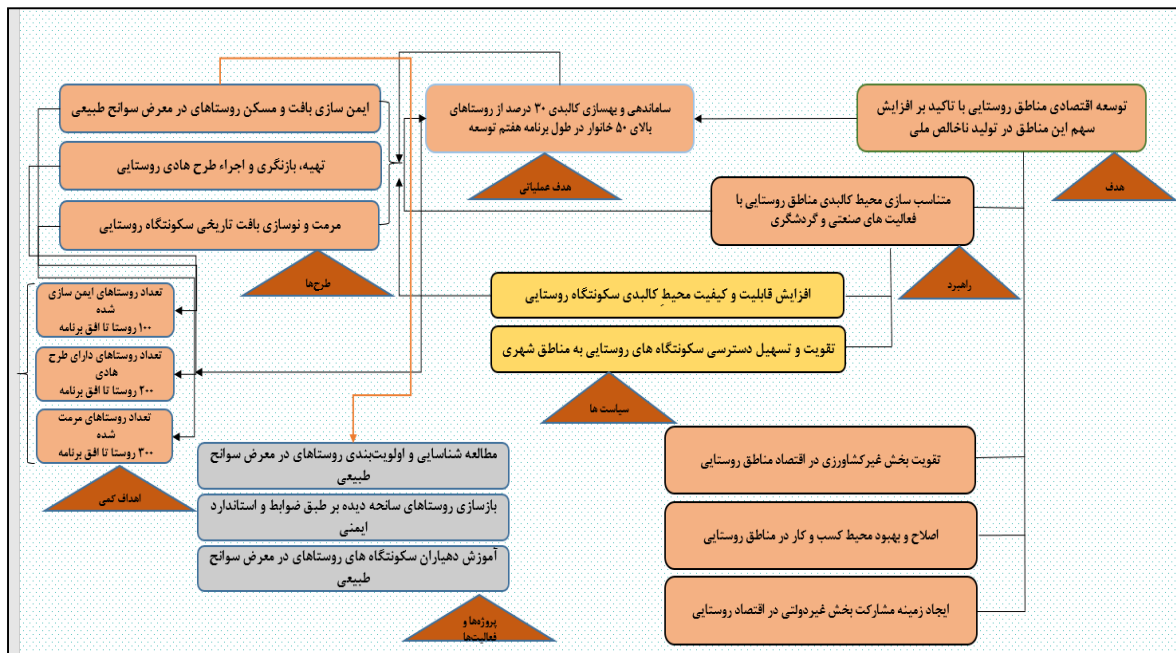 توسعه اقتصادی مناطق روستایی با تاکید بر افزایش
سهم این مناطق در تولید ناخالص ملی
هدف
ساماندهی و بهسازی کالبدی ۳۰ درصد از روستاهای
بالای ۵۰ خانوار در طول برنامه هفتم توسعه
هدف عملیاتی
ایمن سازی بافت و مسکن روستاهای در معرض سوانح طبیعی
تهیه، بازنگری و اجراء طرح هادی روستایی
مرمت و نوسازی بافت تاریخی سکونتگاه روستایی
طرح‌ها
متناسب سازی محیط کالبدی مناطق روستایی با
فعالیت های صنعتی و گردشگری
راهبرد
افزایش قابلیت و کیفیت محیطِ کالبدی سکونتگاه روستایی
تقویت و تسهیل دسترسی سکونتگاه های روستایی به مناطق شهری
سیاست ها
تعداد روستاهای ایمن سازی
شده
۱۰۰ روستا تا افق برنامه
تعداد روستاهای دارای طرح
هادی
۲۰۰ روستا تا افق برنامه
تعداد روستاهای مرمت
شده
۳۰۰ روستا تا افق برنامه
اهداف کمی
مطالعه شناسایی و اولویت‌بندی روستاهای در معرض سوانح
طبیعی
بازسازی روستاهای سانحه دیده بر طبق ضوابط و استاندارد
ایمنی
آموزش دهیاران سکونتگاه های روستاهای در معرض سوانح
طبیعی
پروژه‌ها و
فعالیت‌ها
تقویت بخش غیرکشاورزی در اقتصاد مناطق روستایی
اصلاح و بهبود محیط کسب و کار در مناطق روستایی
ایجاد زمینه مشارکت بخش غیردولتی در اقتصاد روستایی